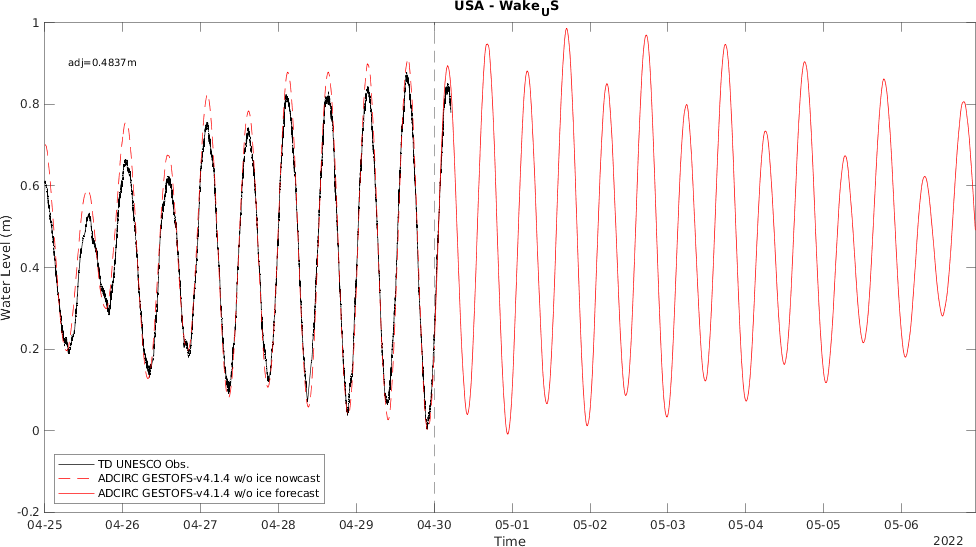 USA - Wake_US
adj=0.4837m
1
0.8
0.6
0.4
0.2
0
-0.2
Water Level (m)
TD UNESCO Obs.
ADCIRC GESTOFS-v4.1.4 w/o ice nowcast
ADCIRC GESTOFS-v4.1.4 w/o ice forecast
04-25 04-26 04-27 04-28 04-29 04-30 05-01 05-02 05-03 05-04 05-05 05-06
Time
2022